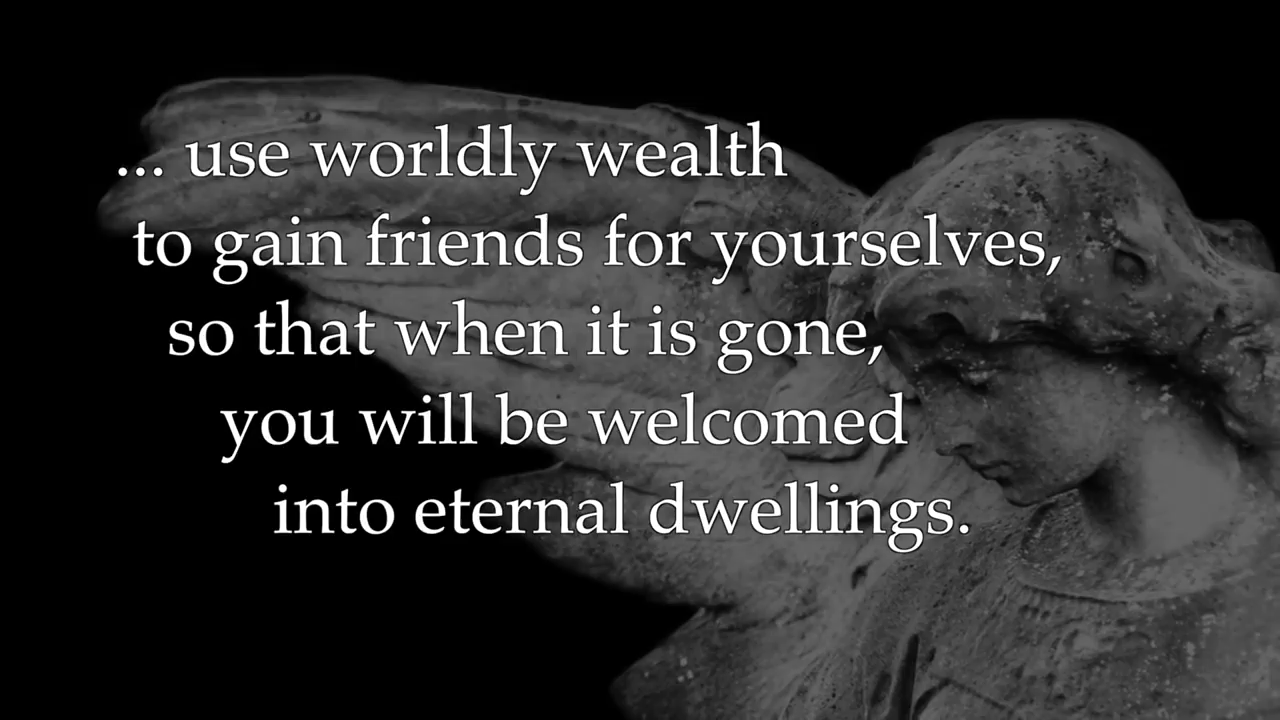 ... use worldly wealth
to gain friends for yourselves,
so that when it is gone,
you will be welcomed
into eternal dwellings.